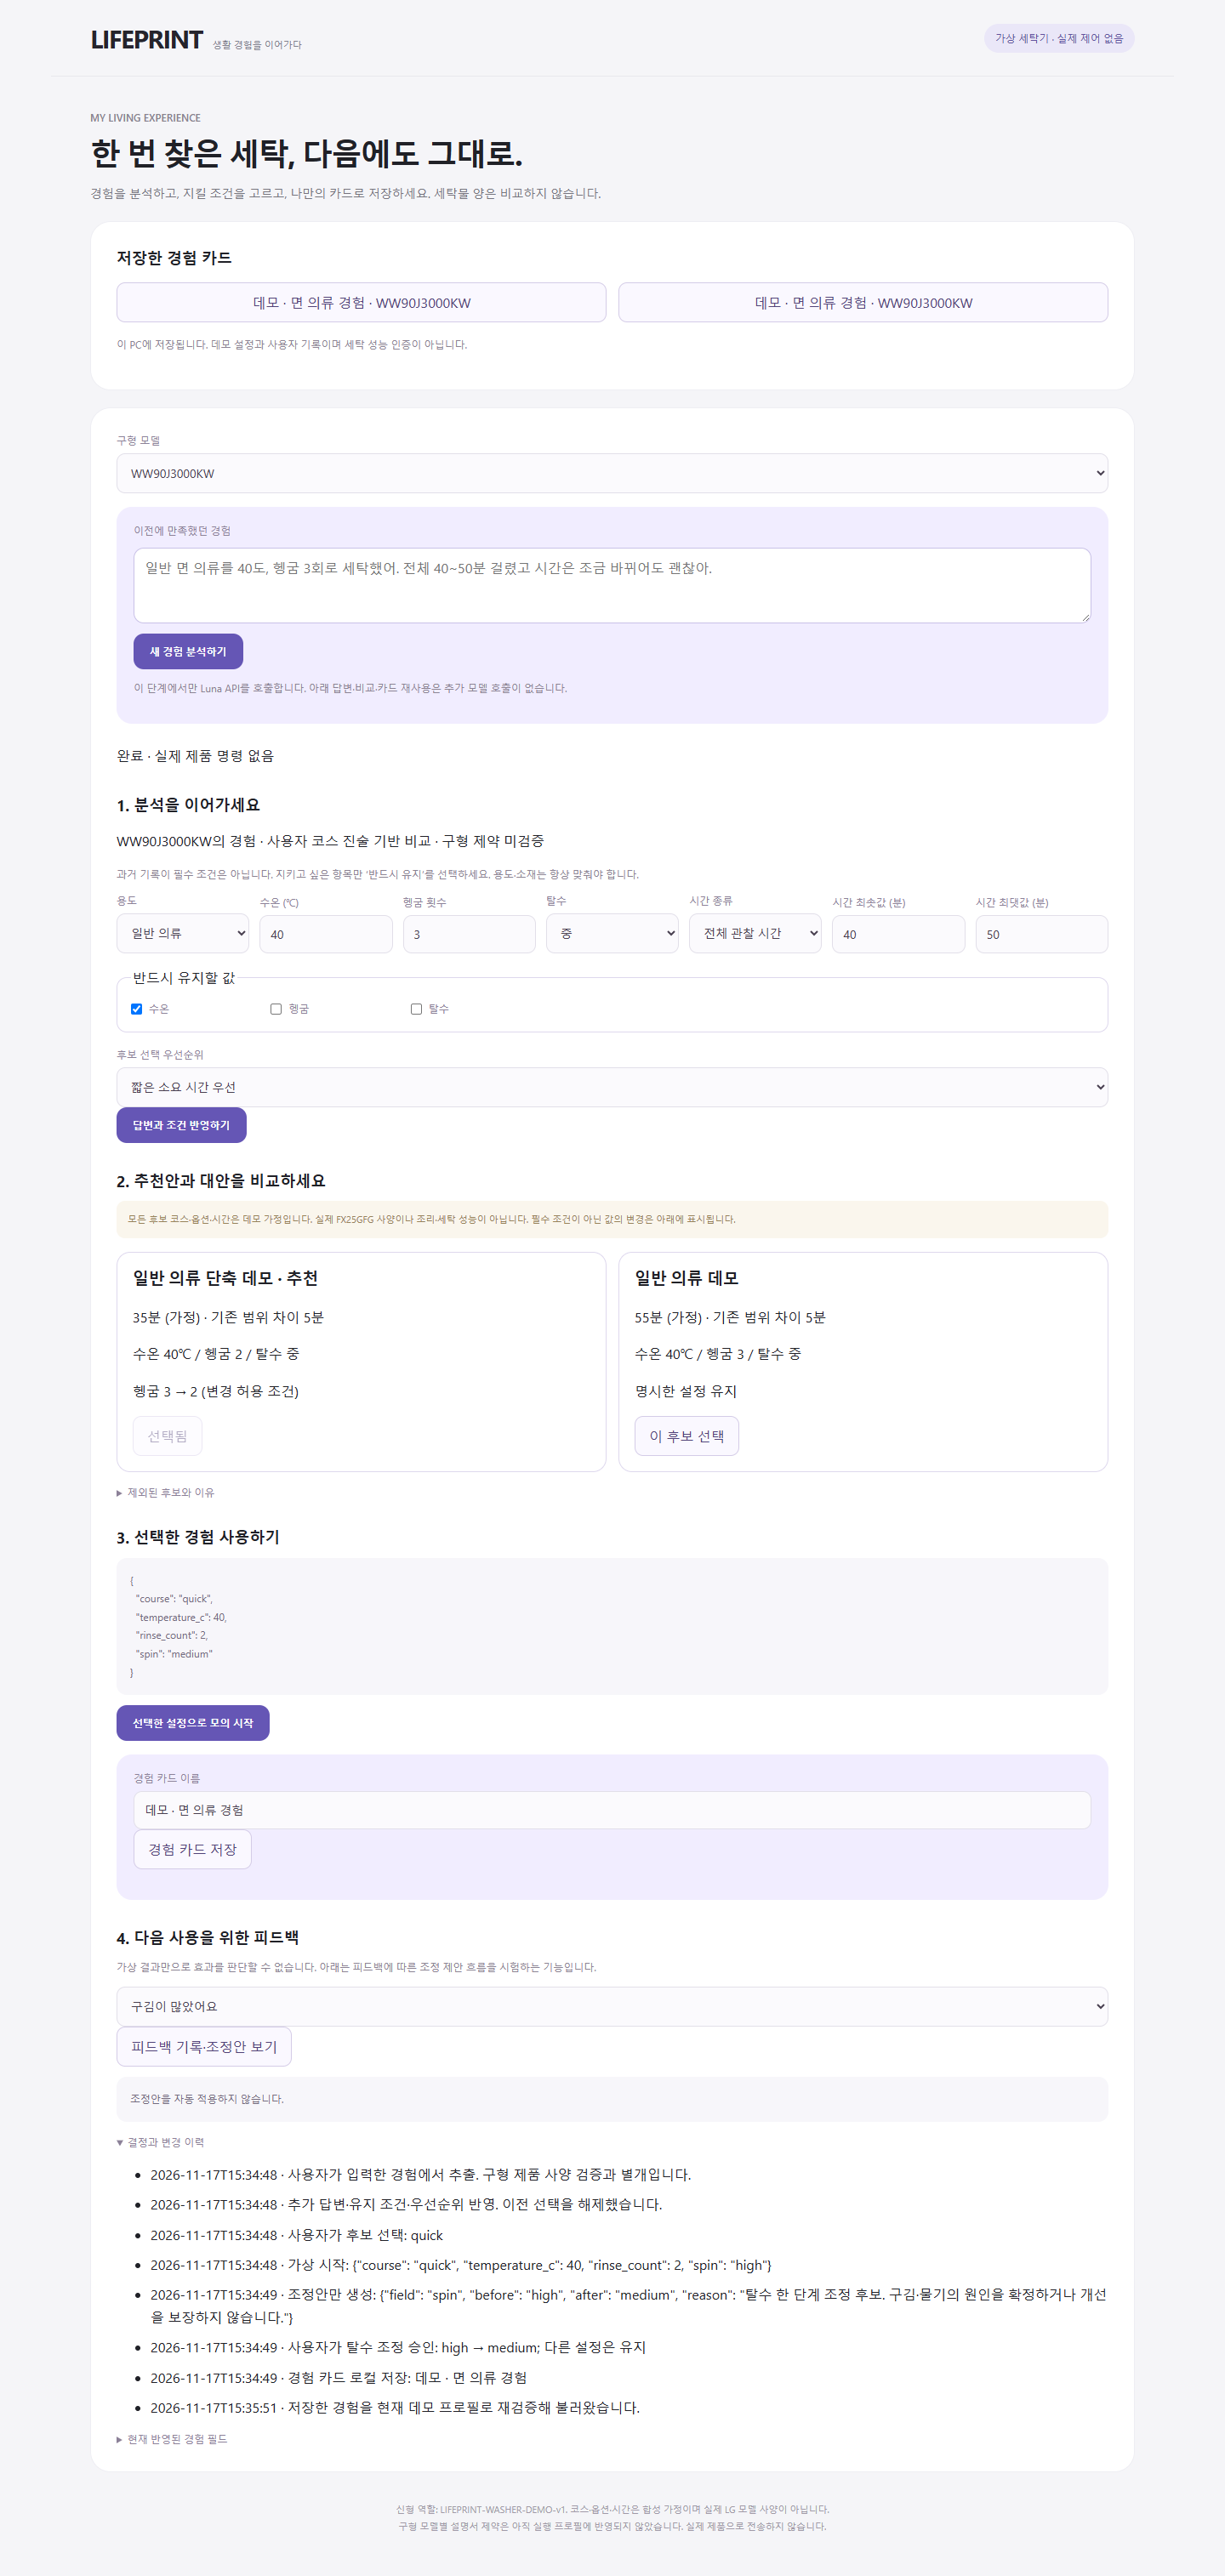 LIFEPRINT 생활 경험을 이어가다
가상 세탁기 · 실제 제어 없음
MY LIVING EXPERIENCE
한 번 찾은 세탁, 다음에도 그대로.
경험을 분석하고, 지킬 조건을 고르고, 나만의 카드로 저장하세요. 세탁물 양은 비교하지 않습니다.
저장한 경험 카드
데모 · 면 의류 경험 · WW90J3000KW
데모 · 면 의류 경험 · WW90J3000KW
이 PC에 저장됩니다. 데모 설정과 사용자 기록이며 세탁 성능 인증이 아닙니다.
구형 모델
WW90J3000KW
이전에 만족했던 경험
일반 면 의류를 40도, 헹굼 3회로 세탁했어. 전체 40~50분 걸렸고 시간은 조금 바뀌어도 괜찮아.
새 경험 분석하기
이 단계에서만 Luna API를 호출합니다. 아래 답변·비교·카드 재사용은 추가 모델 호출이 없습니다.
완료 · 실제 제품 명령 없음
1. 분석을 이어가세요
WW90J3000KW의 경험 · 사용자 코스 진술 기반 비교 · 구형 제약 미검증
과거 기록이 필수 조건은 아닙니다. 지키고 싶은 항목만 '반드시 유지'를 선택하세요. 용도·소재는 항상 맞춰야 합니다.
용도 수온 (℃) 헹굼 횟수 탈수 시간 종류 시간 최솟값 (분) 시간 최댓값 (분)
일반 의류 40 3 중 전체 관찰 시간 40 50
반드시 유지할 값
수온 헹굼 탈수
후보 선택 우선순위
짧은 소요 시간 우선
답변과 조건 반영하기
2. 추천안과 대안을 비교하세요
모든 후보 코스·옵션·시간은 데모 가정입니다. 실제 FX25GFG 사양이나 조리·세탁 성능이 아닙니다. 필수 조건이 아닌 값의 변경은 아래에 표시됩니다.
일반 의류 단축 데모 · 추천
35분 (가정) · 기존 범위 차이 5분
수온 40℃ / 헹굼 2 / 탈수 중
헹굼 3 → 2 (변경 허용 조건)
선택됨
일반 의류 데모
55분 (가정) · 기존 범위 차이 5분
수온 40℃ / 헹굼 3 / 탈수 중
명시한 설정 유지
이 후보 선택
▶ 제외된 후보와 이유
3. 선택한 경험 사용하기
{
"course": "quick",
"temperature_c": 40,
"rinse_count": 2,
"spin": "medium"
}
선택한 설정으로 모의 시작
경험 카드 이름
데모 · 면 의류 경험
경험 카드 저장
4. 다음 사용을 위한 피드백
가상 결과만으로 효과를 판단할 수 없습니다. 아래는 피드백에 따른 조정 제안 흐름을 시험하는 기능입니다.
구김이 많았어요
피드백 기록·조정안 보기
조정안을 자동 적용하지 않습니다.
▼ 결정과 변경 이력
• 2026-11-17T15:34:48 · 사용자가 입력한 경험에서 추출. 구형 제품 사양 검증과 별개입니다.
• 2026-11-17T15:34:48 · 추가 답변·유지 조건·우선순위 반영. 이전 선택을 해제했습니다.
• 2026-11-17T15:34:48 · 사용자가 후보 선택: quick
• 2026-11-17T15:34:48 · 가상 시작: {"course": "quick", "temperature_c": 40, "rinse_count": 2, "spin": "high"}
• 2026-11-17T15:34:49 · 조정안만 생성: {"field": "spin", "before": "high", "after": "medium", "reason": "탈수 한 단계 조정 후보. 구김·물기의 원인을 확정하거나 개선
을 보장하지 않습니다."}
• 2026-11-17T15:34:49 · 사용자가 탈수 조정 승인: high → medium; 다른 설정은 유지
• 2026-11-17T15:34:49 · 경험 카드 로컬 저장: 데모 · 면 의류 경험
• 2026-11-17T15:35:51 · 저장한 경험을 현재 데모 프로필로 재검증해 불러왔습니다.
▶ 현재 반영된 경험 필드
신형 역할: LIFEPRINT-WASHER-DEMO-v1. 코스·옵션·시간은 합성 가정이며 실제 LG 모델 사양이 아닙니다.
구형 모델별 설명서 제약은 아직 실행 프로필에 반영되지 않았습니다. 실제 제품으로 전송하지 않습니다.